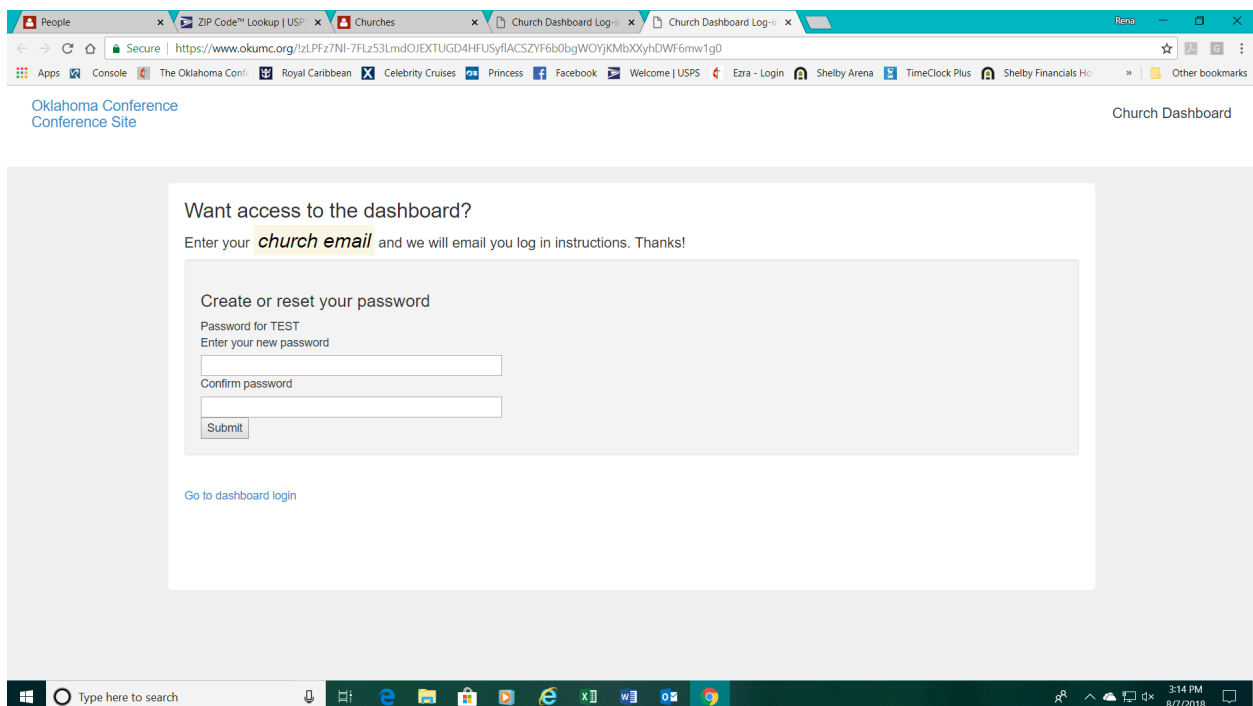 People
ZIP Code™ Lookup | USP
Churches
Church Dashboard Log-i
Church Dashboard Log-i
Rena
Secure https://www.okumc.org/!zLPFz7Nl-7FLz53LmdOJEXTUGD4HFUSyflACSZYF6b0bgWOYjKMbXXyhDWF6mw1g0
Apps Console The Oklahoma Conf Royal Caribbean Celebrity Cruises Princess Facebook Welcome | USPS Ezra - Login Shelby Arena TimeClock Plus Shelby Financials Ho » Other bookmarks
Oklahoma Conference
Conference Site
Church Dashboard
Want access to the dashboard?
Enter your church email and we will email you log in instructions. Thanks!
Create or reset your password
Password for TEST
Enter your new password
Confirm password
Submit
Go to dashboard login
Type here to search
3:14 PM
8/7/2018